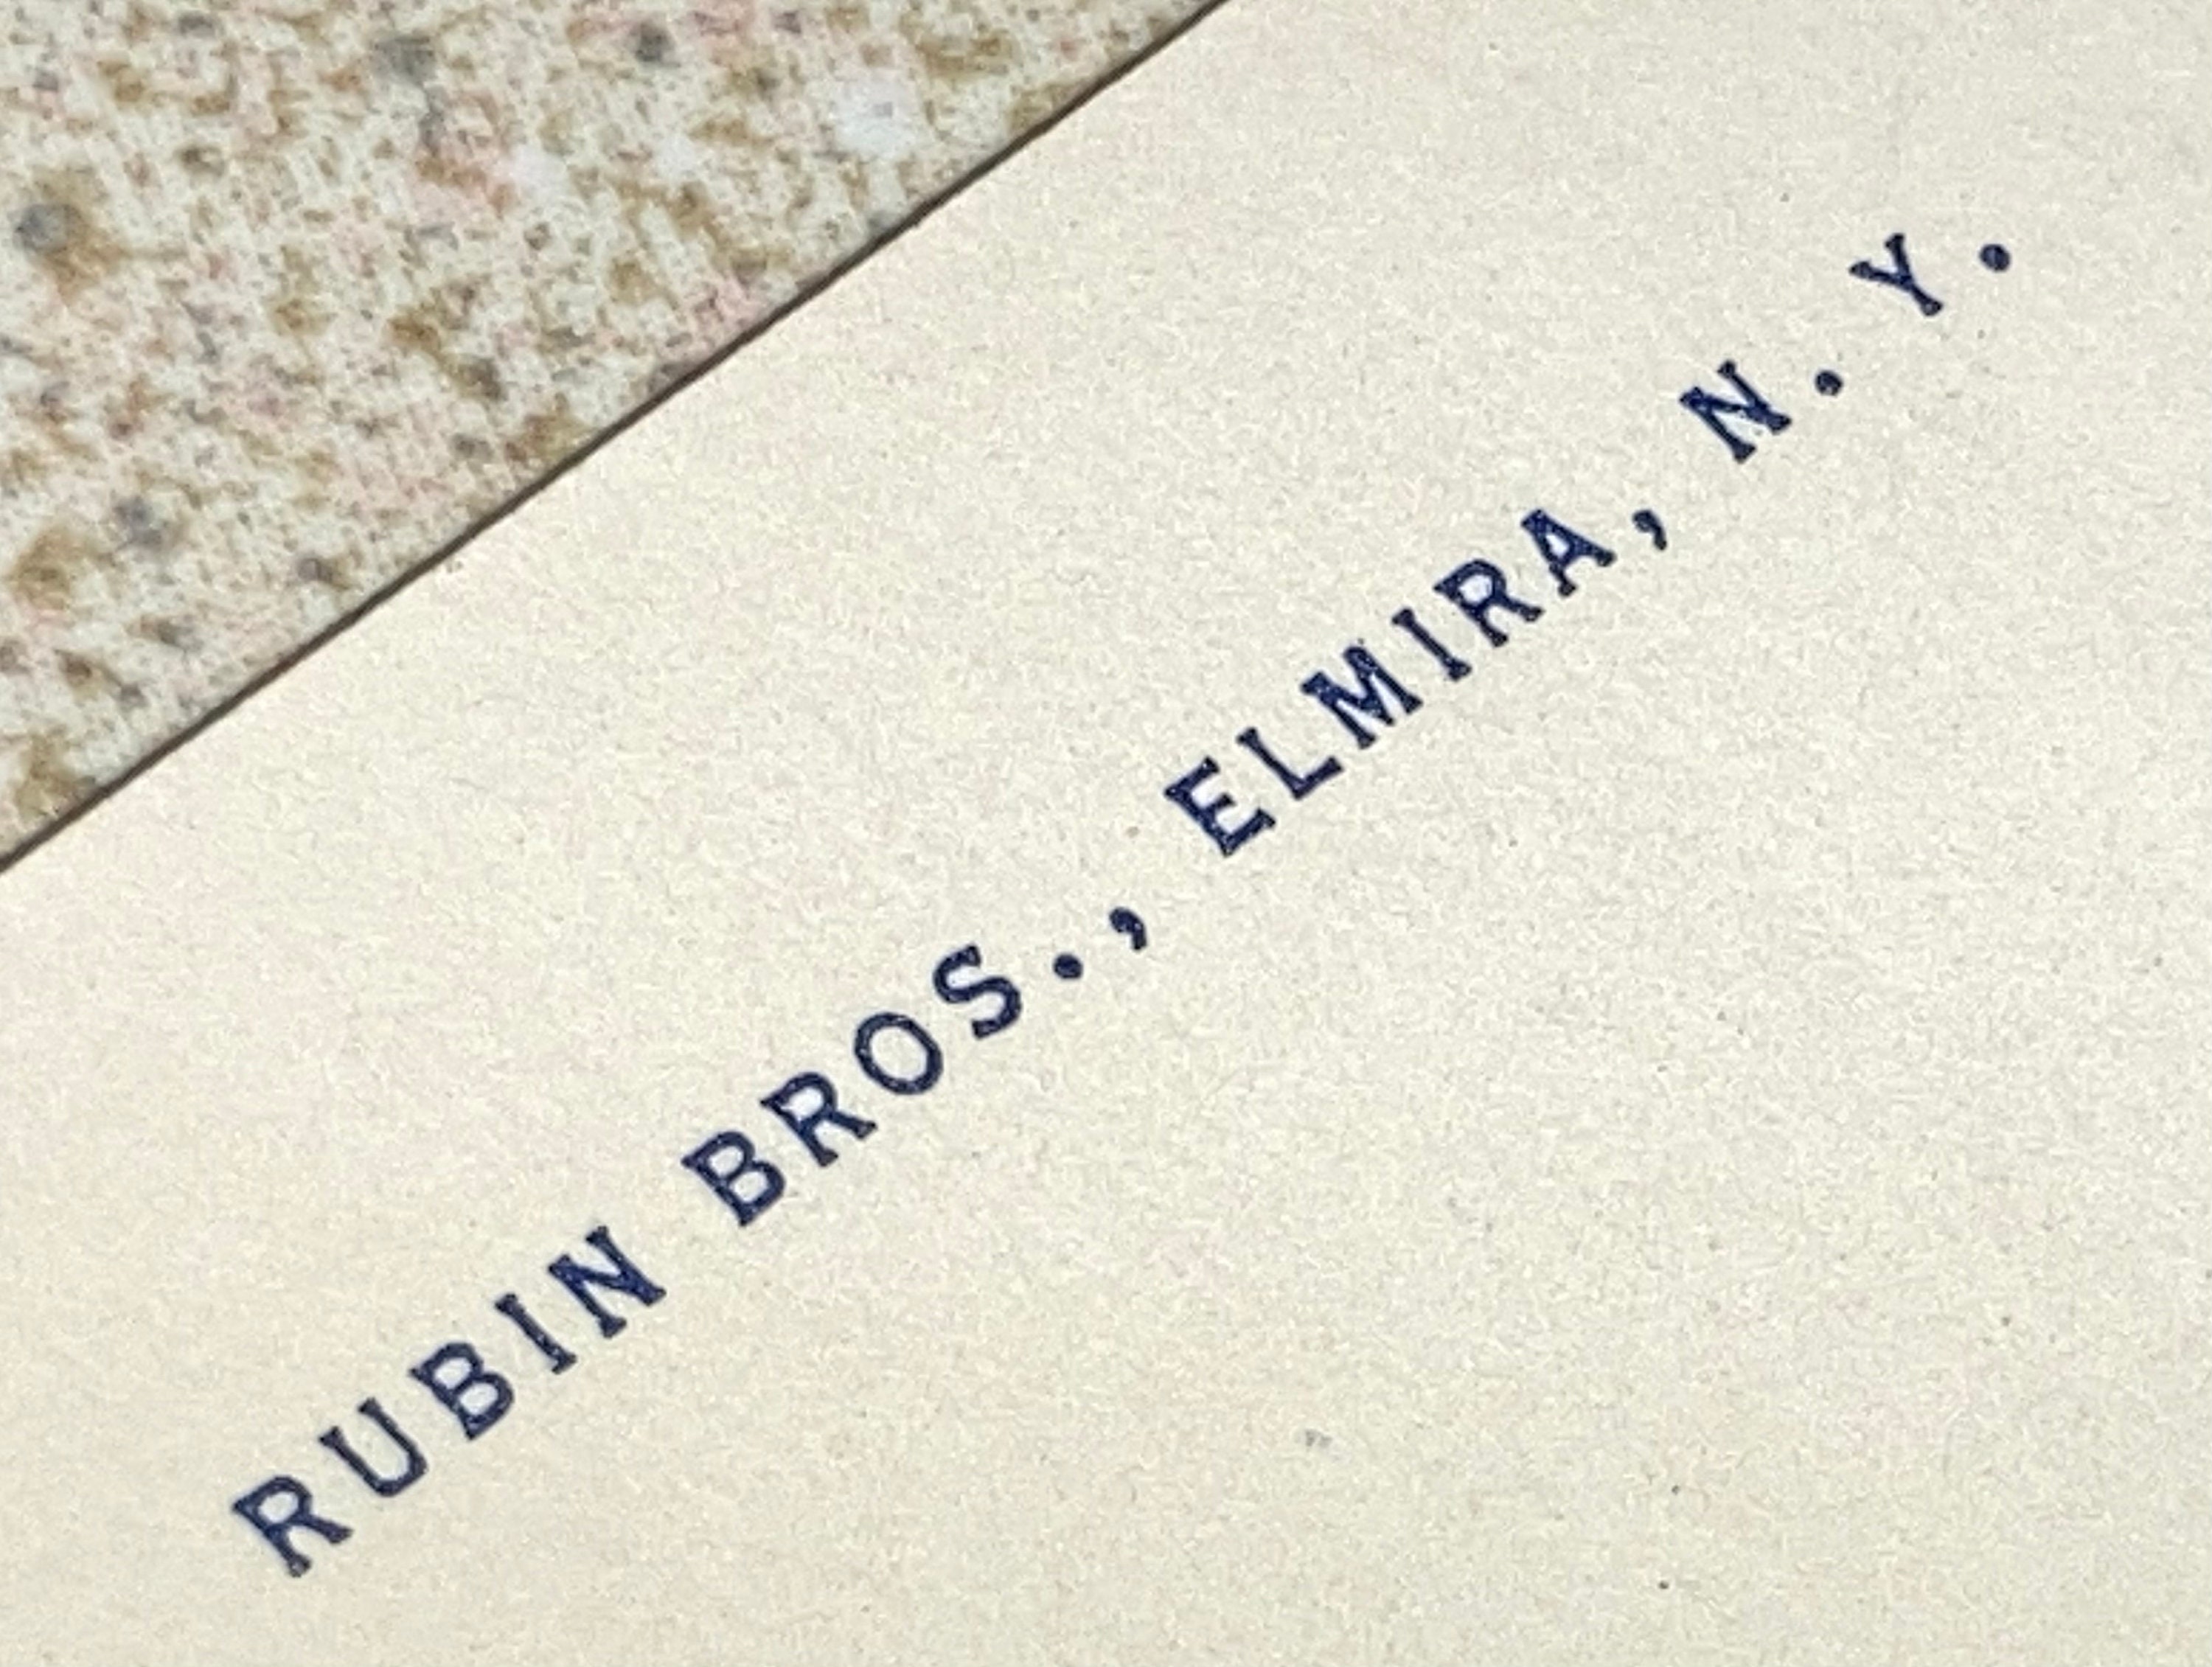 RUBIN BROS., ELMIRA, N.Y.